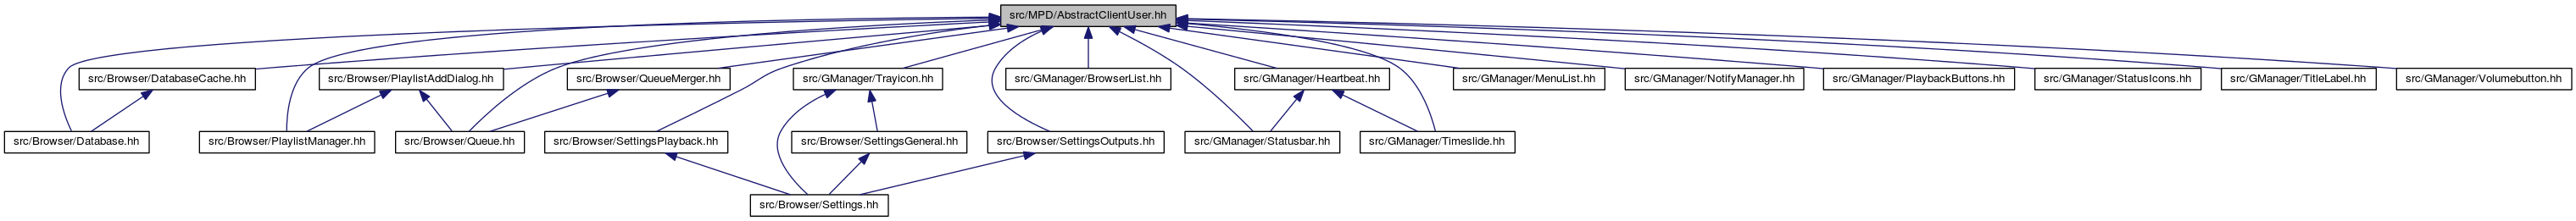 src/MPD/AbstractClientUser.hh
src/Browser/DatabaseCache.hh
src/Browser/PlaylistAddDialog.hh
src/Browser/QueueMerger.hh
src/GManager/Trayicon.hh
src/GManager/BrowserList.hh
src/GManager/Heartbeat.hh
src/GManager/MenuList.hh
src/GManager/NotifyManager.hh
src/GManager/PlaybackButtons.hh
src/GManager/StatusIcons.hh
src/GManager/TitleLabel.hh
src/GManager/Volumebutton.hh
src/Browser/Database.hh
src/Browser/PlaylistManager.hh
src/Browser/Queue.hh
src/Browser/SettingsPlayback.hh
src/Browser/SettingsGeneral.hh
src/Browser/SettingsOutputs.hh
src/GManager/Statusbar.hh
src/GManager/Timeslide.hh
src/Browser/Settings.hh